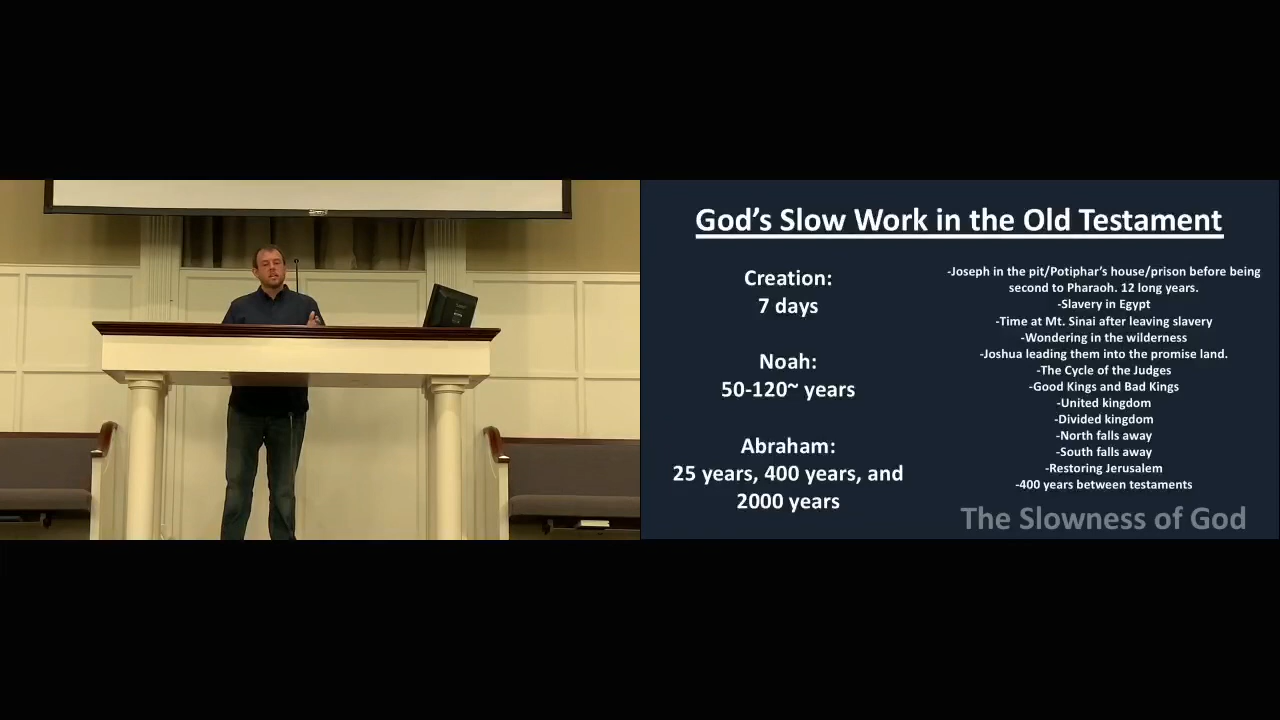 God's Slow Work in the Old Testament
Creation:
7 days
Noah:
50-120~ years
Abraham:
25 years, 400 years, and
2000 years
-Joseph in the pit/Potiphar's house/prison before being
second to Pharaoh. 12 long years.
-Slavery in Egypt
-Time at Mt. Sinai after leaving slavery
-Wondering in the wilderness
-Joshua leading them into the promise land.
-The Cycle of the Judges
-Good Kings and Bad Kings
-United kingdom
-Divided kingdom
-North falls away
-South falls away
-Restoring Jerusalem
-400 years between testaments
The Slowness of God